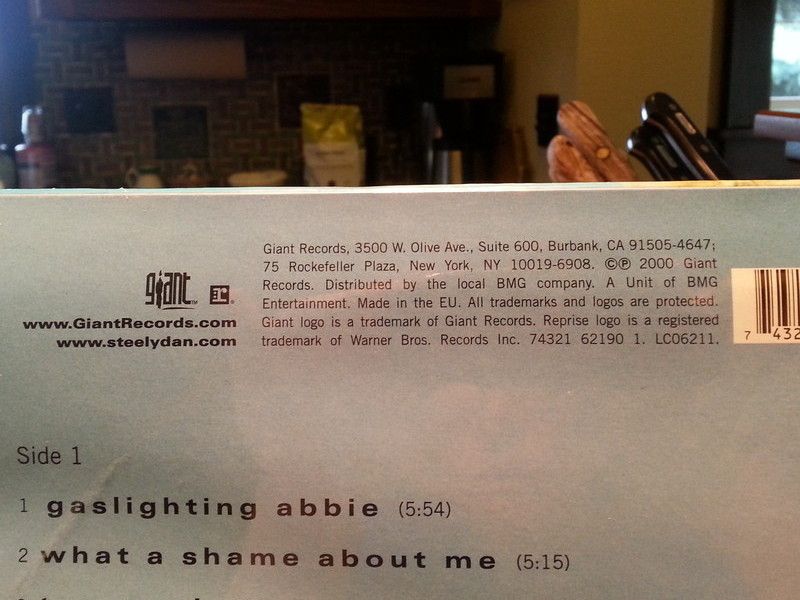 Giant Records, 3500 W. Olive Ave., Suite 600, Burbank, CA 91505-4647;
75 Rockefeller Plaza, New York, NY 10019-6908. ©℗ 2000 Giant
Records. Distributed by the local BMG company. A Unit of BMG
Entertainment. Made in the EU. All trademarks and logos are protected.
Giant logo is a trademark of Giant Records. Reprise logo is a registered
trademark of Warner Bros. Records Inc. 74321 62190 1. LC06211.
giant™
www.GiantRecords.com
www.steelydan.com
7 432
Side 1
1 gaslighting abbie (5:54)
2 what a shame about me (5:15)